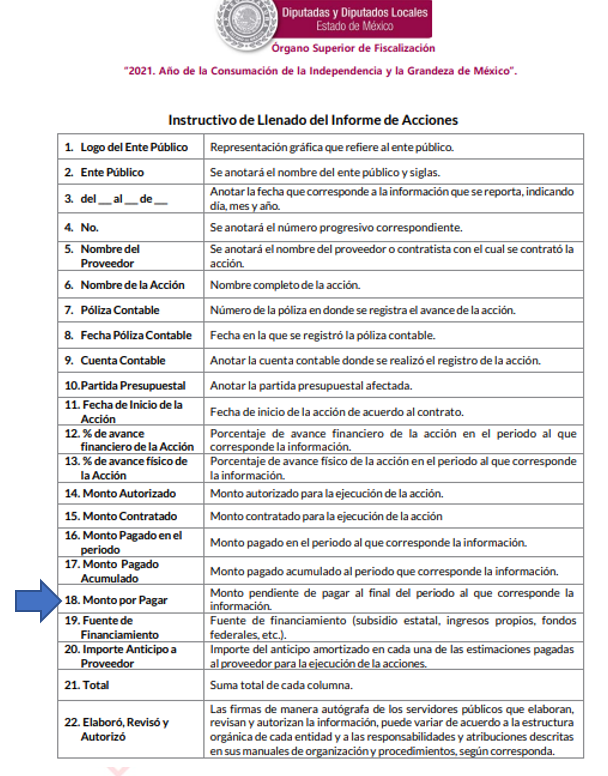 Diputadas y Diputados Locales
Estado de México
Órgano Superior de Fiscalización
"2021. Año de la Consumación de la Independencia y la Grandeza de México".
Instructivo de Llenado del Informe de Acciones
1. Logo del Ente Público Representación gráfica que refiere al ente público.
2. Ente Público Se anotará el nombre del ente público y siglas.
3. del ___ al ___ de ___ Anotar la fecha que corresponde a la información que se reporta, indicando
día, mes y año.
4. No. Se anotará el número progresivo correspondiente.
5. Nombre del Se anotará el nombre del proveedor o contratista con el cual se contrató la
Proveedor acción.
6. Nombre de la Acción Nombre completo de la acción.
7. Póliza Contable Número de la póliza en donde se registra el avance de la acción.
8. Fecha Póliza Contable Fecha en la que se registró la póliza contable.
9. Cuenta Contable Anotar la cuenta contable donde se realizó el registro de la acción.
10. Partida Presupuestal Anotar la partida presupuestal afectada.
11. Fecha de Inicio de la
Acción Fecha de inicio de la acción de acuerdo al contrato.
12. % de avance Porcentaje de avance financiero de la acción en el periodo al que
financiero de la Acción corresponde la información.
13. % de avance físico de Porcentaje de avance físico de la acción en el periodo al que corresponde
la Acción la información.
14. Monto Autorizado Monto autorizado para la ejecución de la acción.
15. Monto Contratado Monto contratado para la ejecución de la acción
16. Monto Pagado en el
periodo Monto pagado en el periodo al que corresponde la información.
17. Monto Pagado
Acumulado Monto pagado acumulado al periodo que corresponde la información.
18. Monto por Pagar Monto pendiente de pagar al final del periodo al que corresponde la
información.
19. Fuente de Fuente de financiamiento (subsidio estatal, ingresos propios, fondos
Financiamiento federales, etc.).
20. Importe Anticipo a Importe del anticipo amortizado en cada una de las estimaciones pagadas
Proveedor al proveedor para la ejecución de la acciones.
21. Total Suma total de cada columna.
22. Elaboró, Revisó y Autorizó Las firmas de manera autógrafa de los servidores públicos que elaboran,
revisan y autorizan la información, puede variar de acuerdo a la estructura
orgánica de cada entidad y a las responsabilidades y atribuciones descritas
en sus manuales de organización y procedimientos, según corresponda.